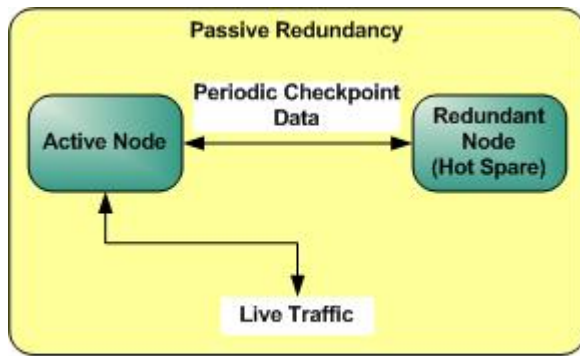 Passive Redundancy
Periodic Checkpoint
Data
Active Node
Redundant
Node
(Hot Spare)
Live Traffic